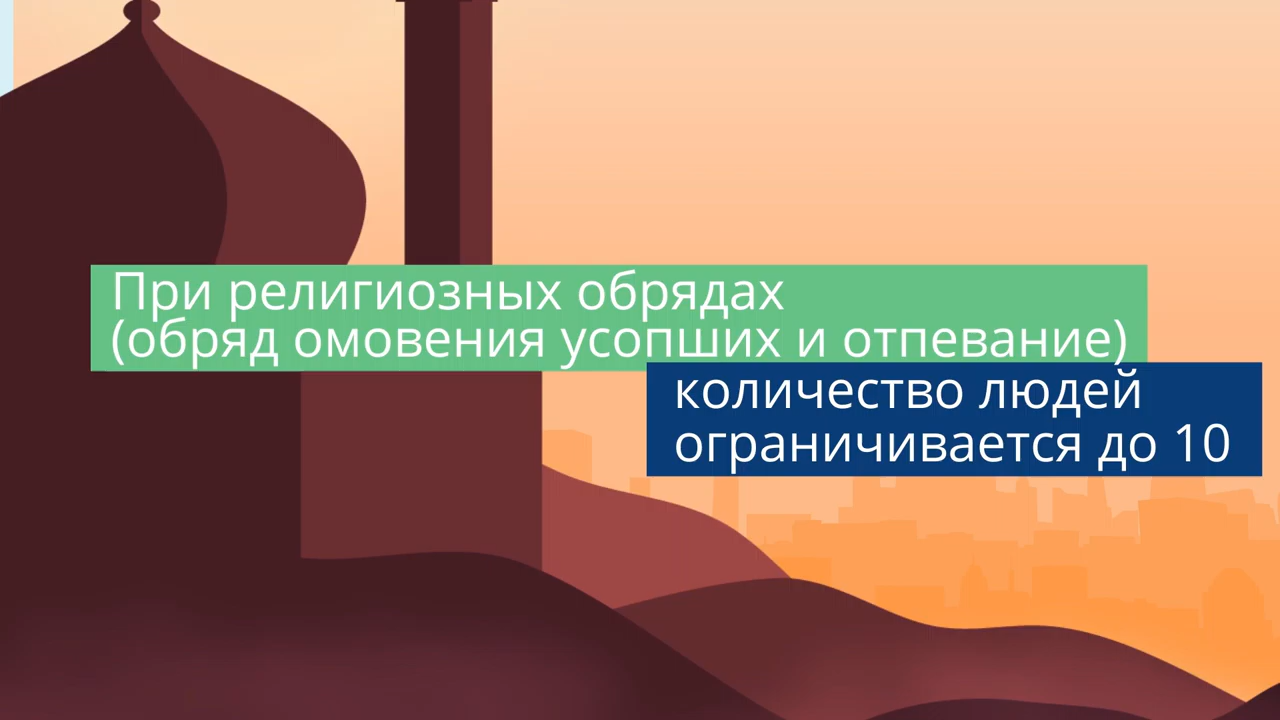 При религиозных обрядах
(обряд омовения усопших и отпевание)
количество людей
ограничивается до 10